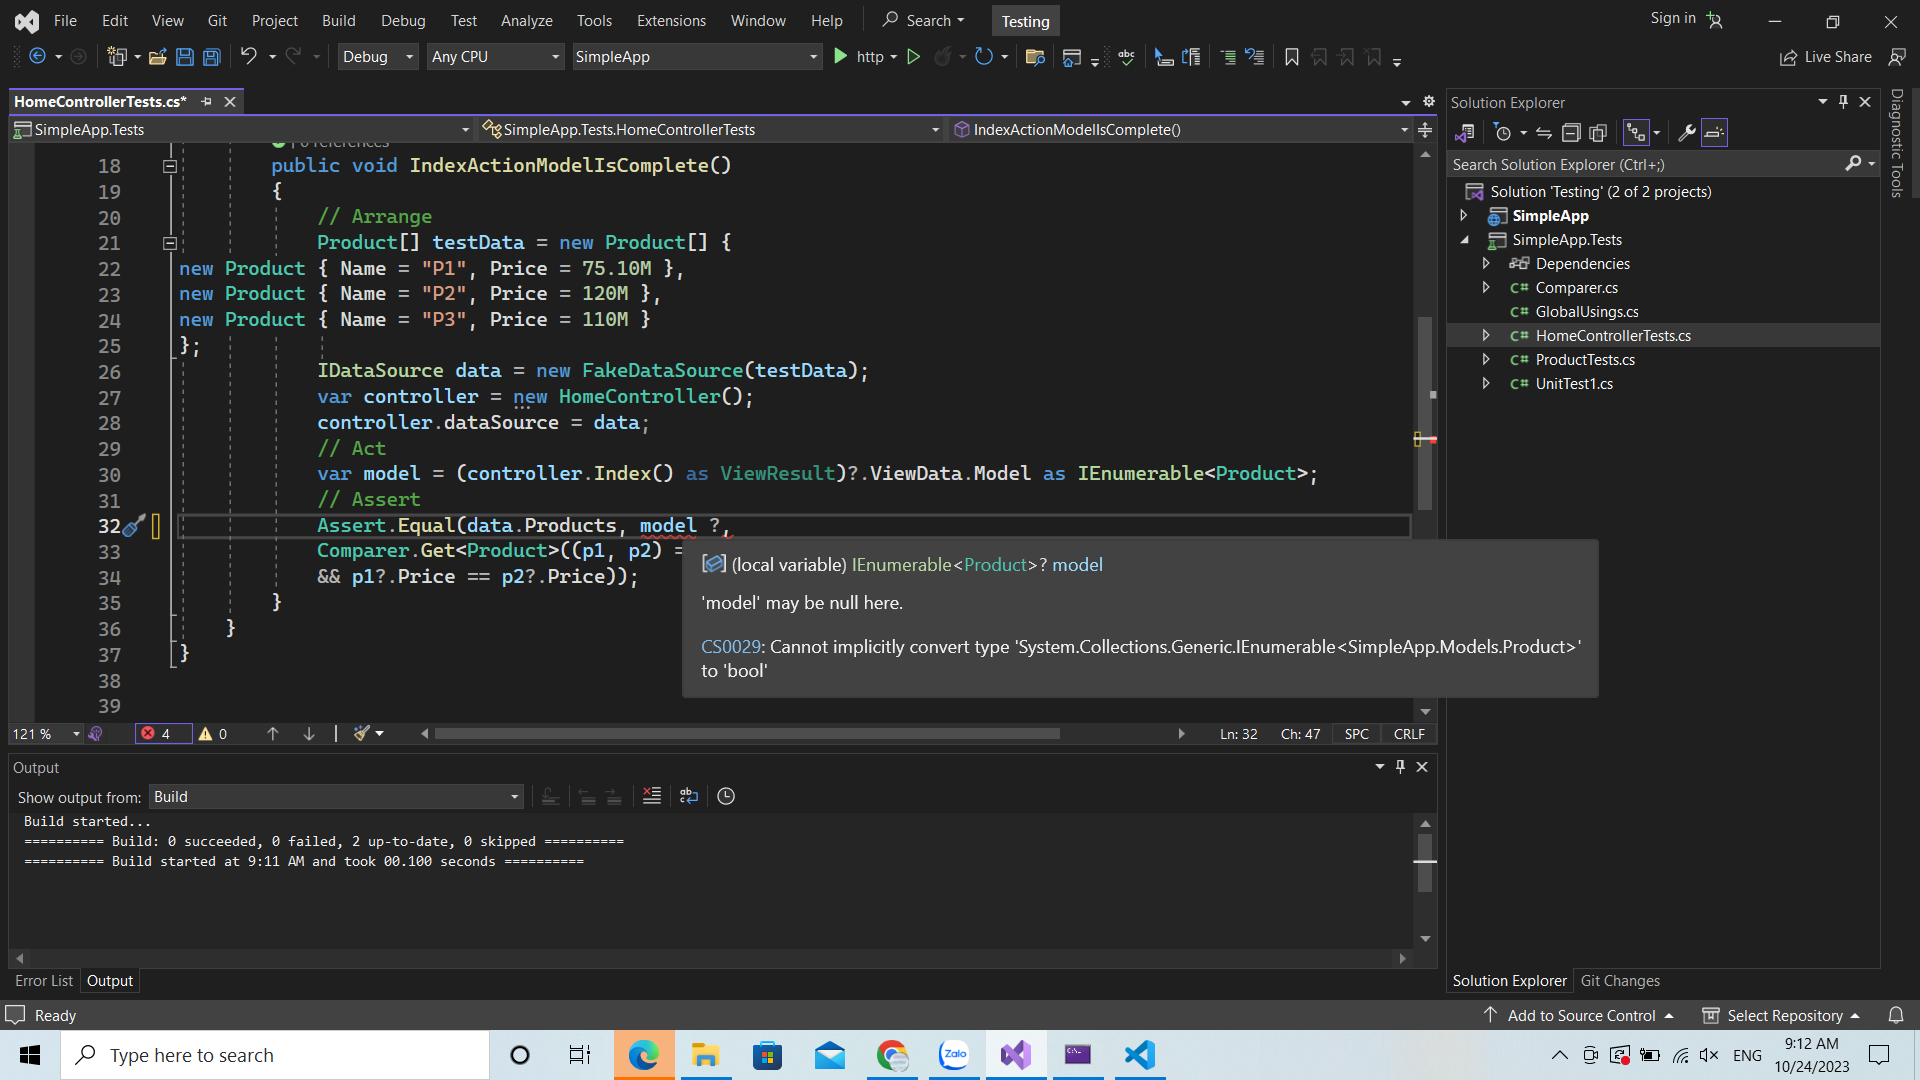 File Edit View Git Project Build Debug Test Analyze Tools Extensions Window Help Search Testing Sign in
Debug Any CPU SimpleApp http Live Share
HomeControllerTests.cs*
SimpleApp.Tests SimpleApp.Tests.HomeControllerTests IndexActionModelIsComplete()
0 references
18 public void IndexActionModelIsComplete()
19 {
20 // Arrange
21 Product[] testData = new Product[] {
22 new Product { Name = "P1", Price = 75.10M },
23 new Product { Name = "P2", Price = 120M },
24 new Product { Name = "P3", Price = 110M }
25 };
26 IDataSource data = new FakeDataSource(testData);
27 var controller = new HomeController();
28 controller.dataSource = data;
29 // Act
30 var model = (controller.Index() as ViewResult)?.ViewData.Model as IEnumerable<Product>;
31 // Assert
32 Assert.Equal(data.Products, model ?,
33 Comparer.Get<Product>((p1, p2) =
34 && p1?.Price == p2?.Price));
35 }
36 }
37 }
38
39
(local variable) IEnumerable<Product>? model
'model' may be null here.
CS0029: Cannot implicitly convert type 'System.Collections.Generic.IEnumerable<SimpleApp.Models.Product>'
to 'bool'
121 % 4 0 Ln: 32 Ch: 47 SPC CRLF
Output
Show output from: Build
Build started...
========== Build: 0 succeeded, 0 failed, 2 up-to-date, 0 skipped ==========
========== Build started at 9:11 AM and took 00.100 seconds ==========
Error List Output
Solution Explorer
Search Solution Explorer (Ctrl+;)
Solution 'Testing' (2 of 2 projects)
SimpleApp
SimpleApp.Tests
Dependencies
C# Comparer.cs
C# GlobalUsings.cs
C# HomeControllerTests.cs
C# ProductTests.cs
C# UnitTest1.cs
Solution Explorer Git Changes
Diagnostic Tools
Ready Add to Source Control Select Repository
Type here to search Zalo ENG 9:12 AM
10/24/2023